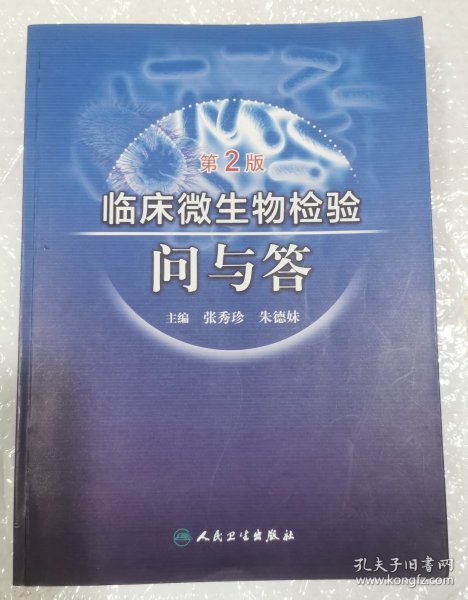 第2版
临床微生物检验
问与答
主编 张秀珍 朱德妹
人民卫生出版社
孔夫子旧书网
www.kongfz.com